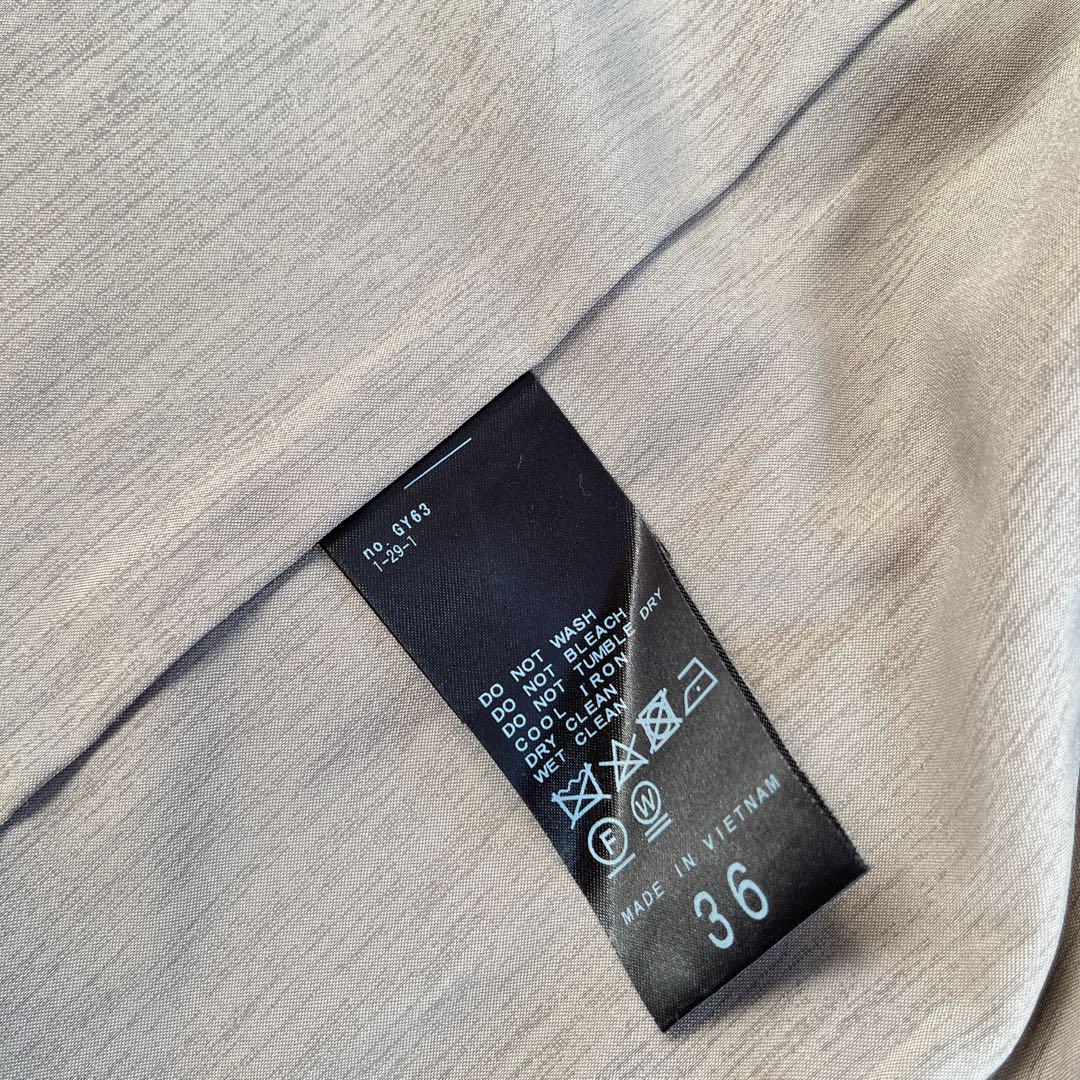 no. GY63
1-29-1
DO NOT WASH
DO NOT BLEACH
DO NOT TUMBLE DRY
COOL IRON
DRY CLEAN
WET CLEAN
F W
MADE IN VIETNAM
36